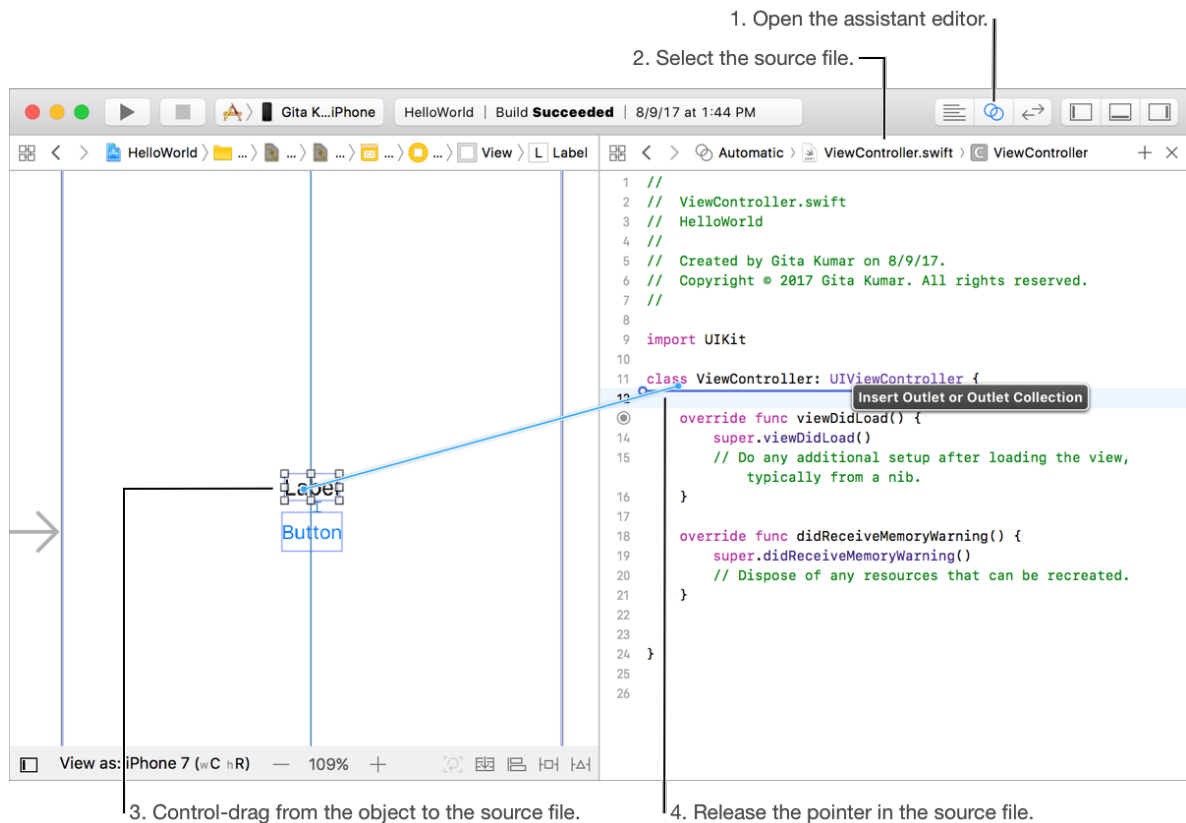 1. Open the assistant editor.
2. Select the source file.
Gita K...iPhone
HelloWorld | Build Succeeded | 8/9/17 at 1:44 PM
HelloWorld 〉 ... 〉 ... 〉 ... 〉 ... 〉 ... 〉 View 〉 L Label
Automatic 〉 ViewController.swift 〉 C ViewController
1 //
2 //  ViewController.swift
3 //  HelloWorld
4 //
5 //  Created by Gita Kumar on 8/9/17.
6 //  Copyright © 2017 Gita Kumar. All rights reserved.
7 //
8
9 import UIKit
10
11 class ViewController: UIViewController {
12
Insert Outlet or Outlet Collection
override func viewDidLoad() {
14 super.viewDidLoad()
15 // Do any additional setup after loading the view,
typically from a nib.
16 }
17
18 override func didReceiveMemoryWarning() {
19 super.didReceiveMemoryWarning()
20 // Dispose of any resources that can be recreated.
21 }
22
23
24 }
25
26
Label
Button
View as: iPhone 7 (wC hR) — 109% +
3. Control-drag from the object to the source file.
4. Release the pointer in the source file.